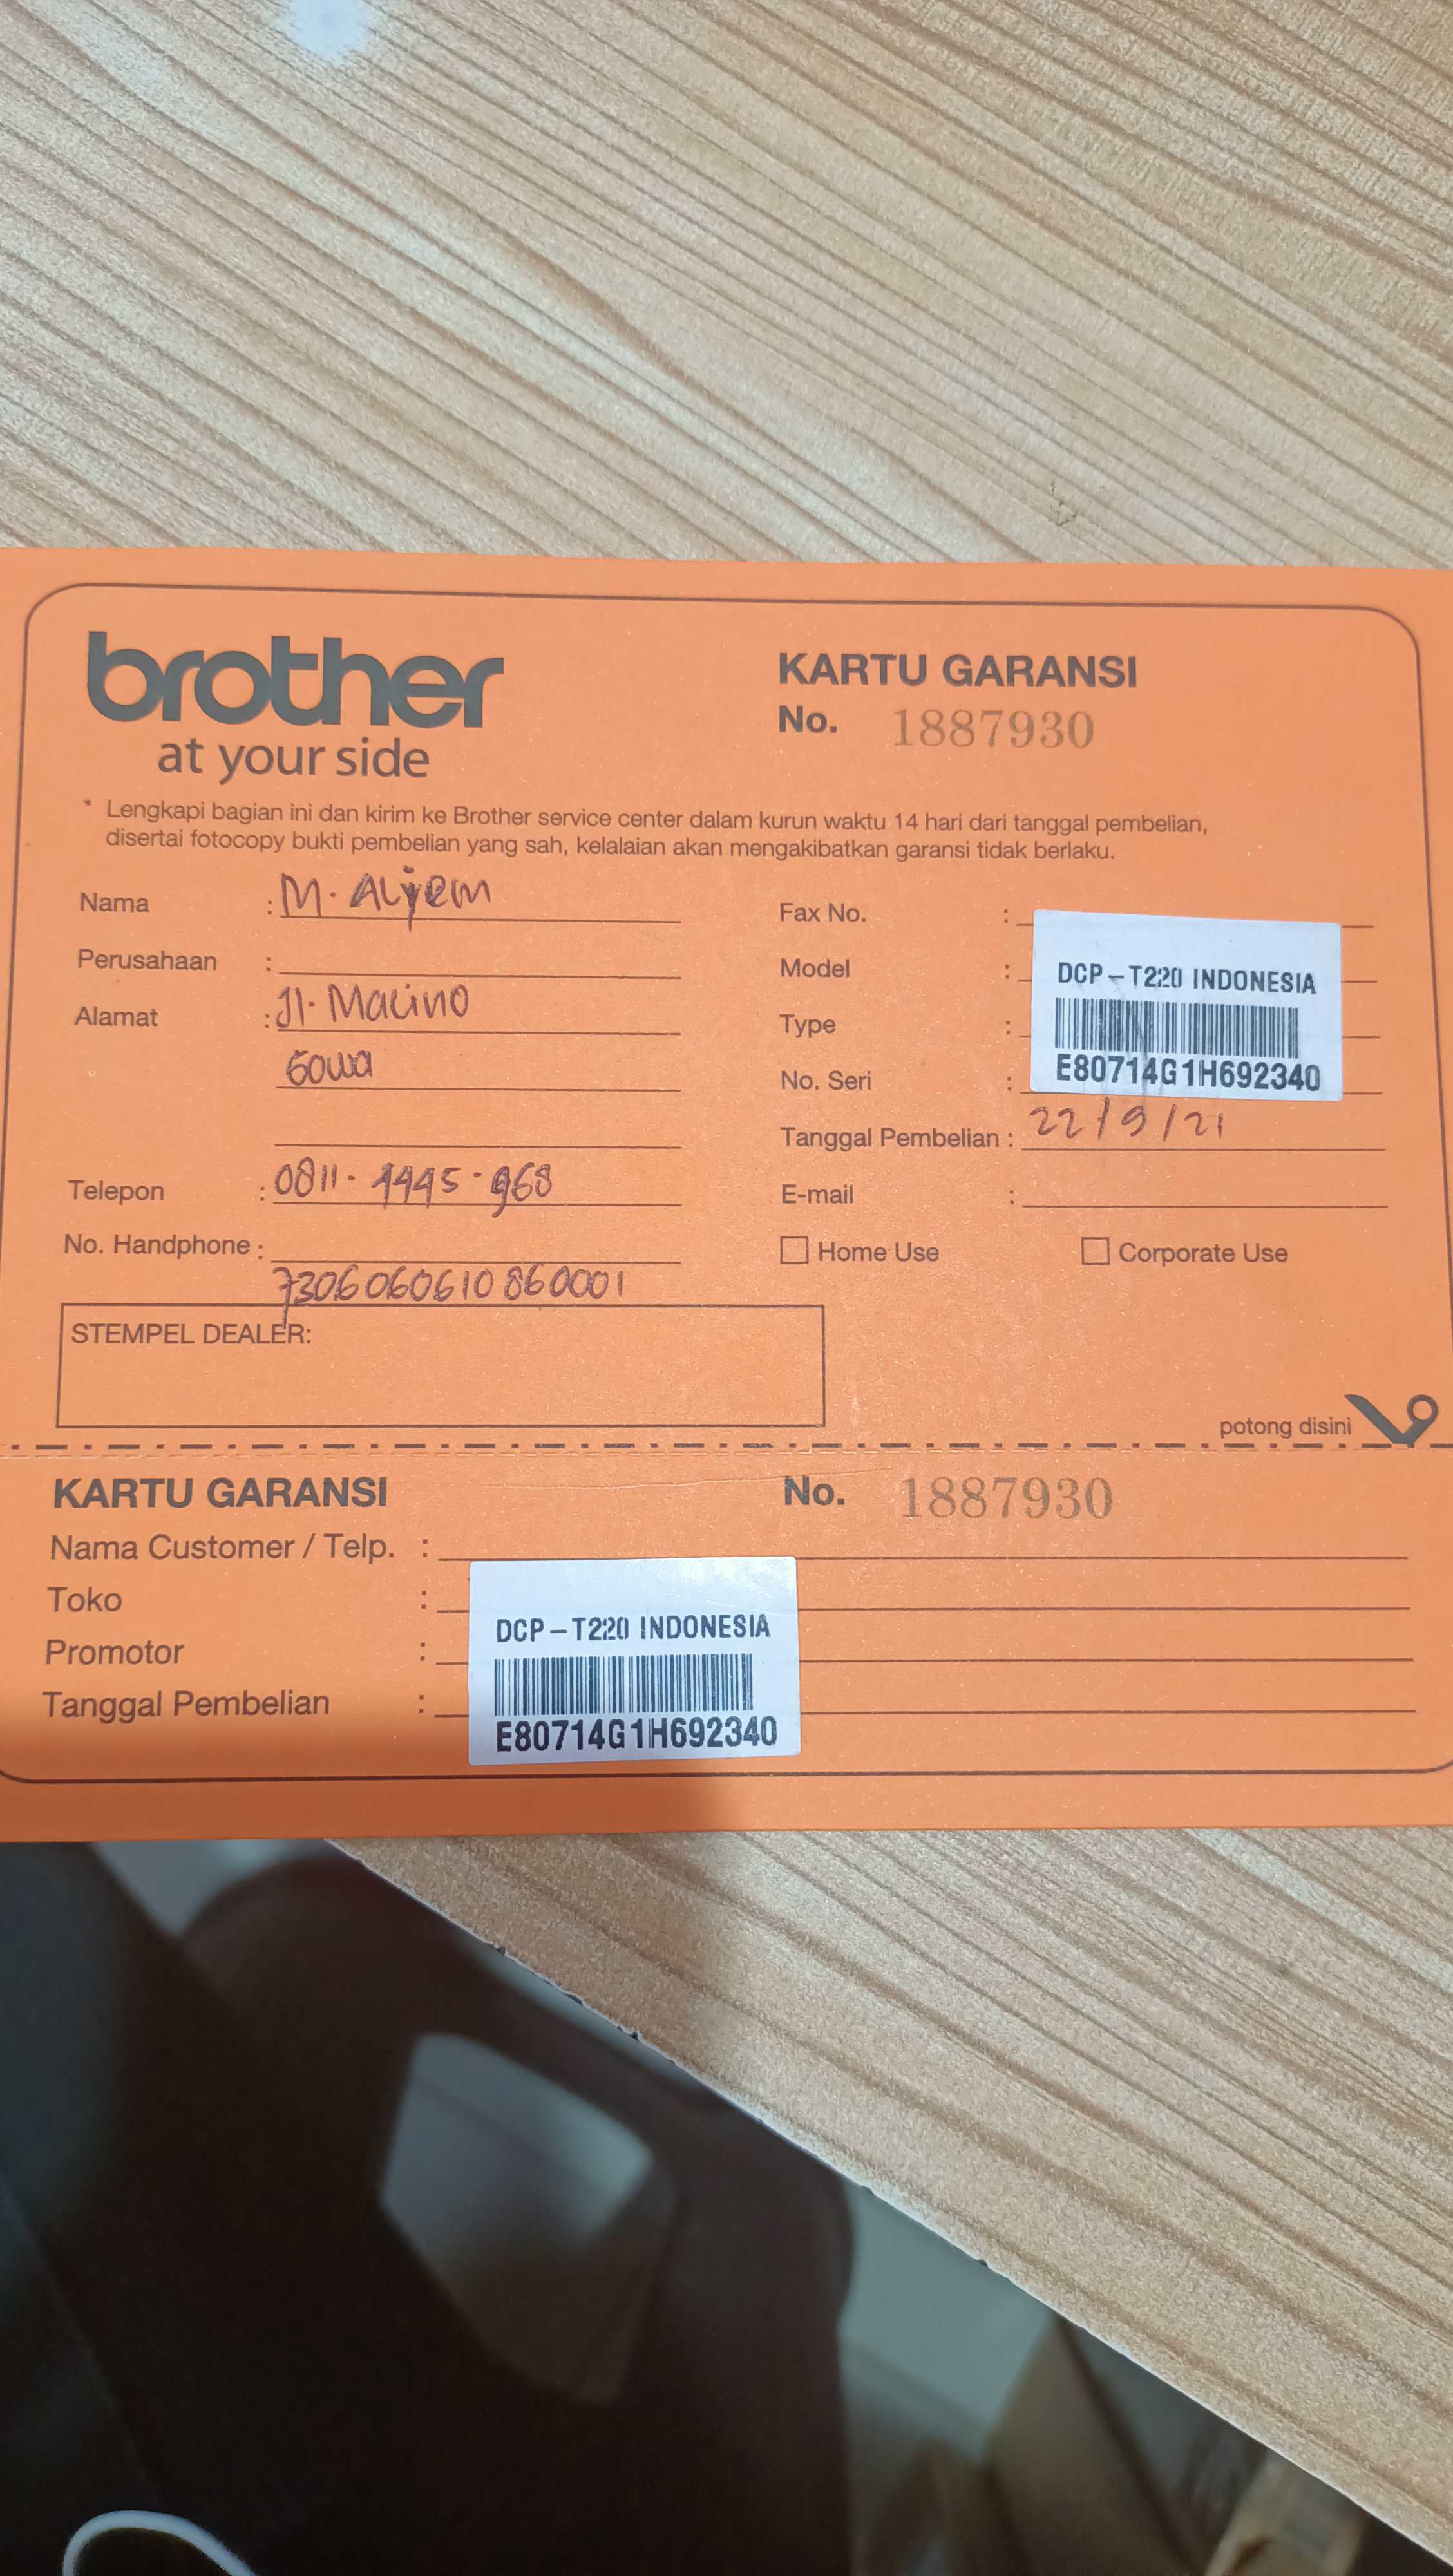 brother
at your side
KARTU GARANSI
No. 1887930
* Lengkapi bagian ini dan kirim ke Brother service center dalam kurun waktu 14 hari dari tanggal pembelian,
disertai fotocopy bukti pembelian yang sah, kelalaian akan mengakibatkan garansi tidak berlaku.
Nama : M. Aljem
Perusahaan :
Alamat : Jl. Malino
Gowa
Telepon : 0811. 4445. 968
No. Handphone :
7306060610860001
STEMPEL DEALER:
Fax No. :
Model :
Type :
No. Seri :
DCP-T220 INDONESIA
E80714G1H692340
Tanggal Pembelian : 22/9/21
E-mail :
Home Use Corporate Use
potong disini
KARTU GARANSI No. 1887930
Nama Customer / Telp. :
Toko :
Promotor :
Tanggal Pembelian :
DCP-T220 INDONESIA
E80714G1H692340